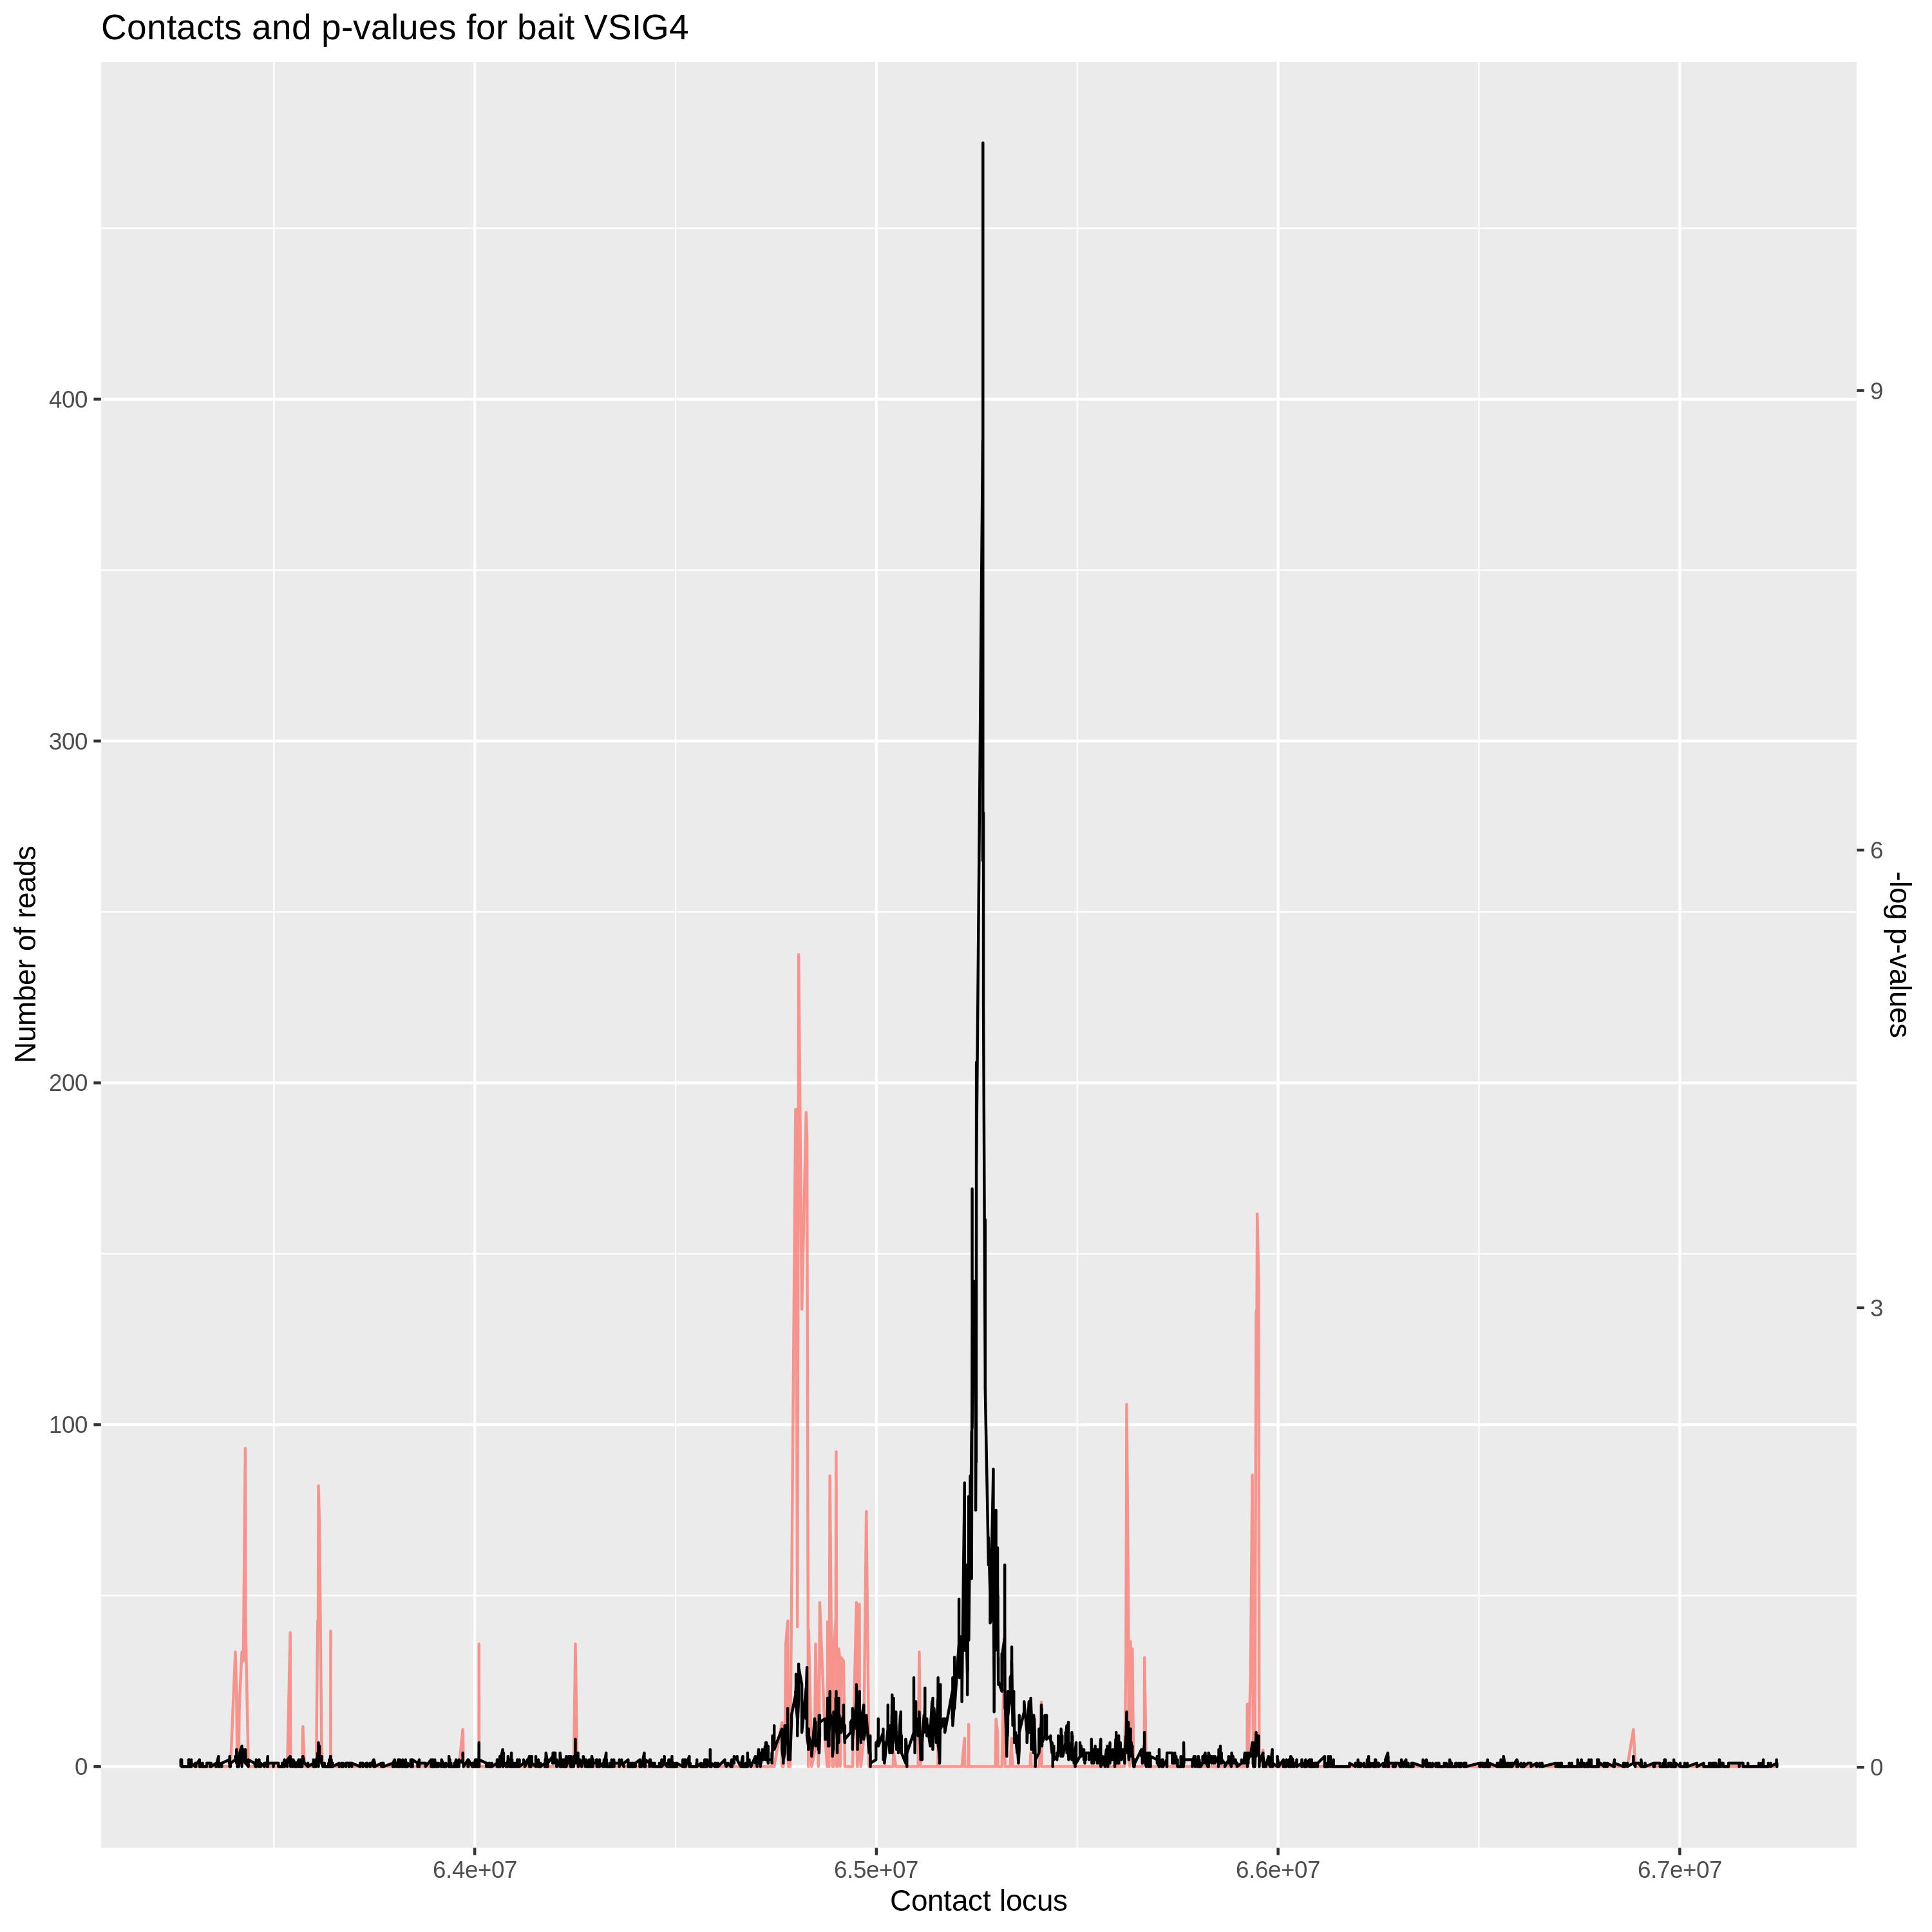 Contacts and p-values for bait VSIG4
Number of reads
400
300
200
100
0
9
6
3
0
-log p-values
6.4e+07 6.5e+07 6.6e+07 6.7e+07
Contact locus